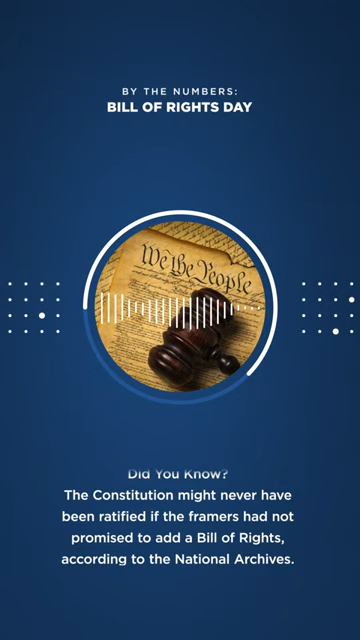 BY THE NUMBERS:
BILL OF RIGHTS DAY
We the People
Did You Know?
The Constitution might never have
been ratified if the framers had not
promised to add a Bill of Rights,
according to the National Archives.